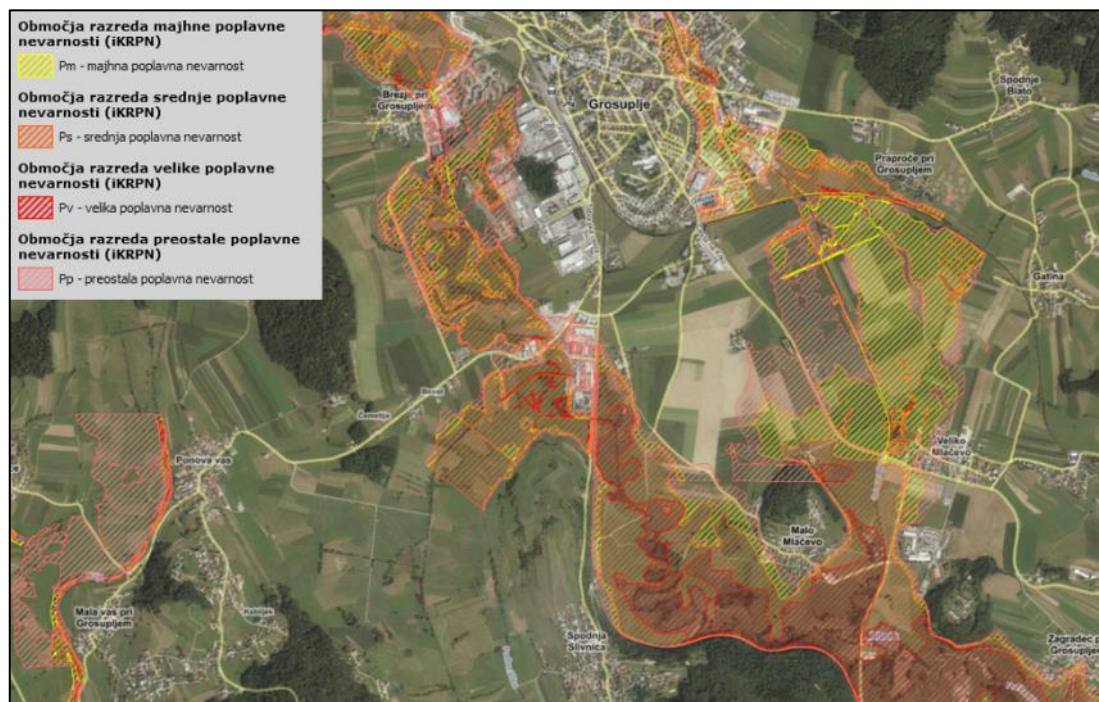 Območja razreda majhne poplavne
nevarnosti (iKRPN)
Pm - majhna poplavna nevarnost
Območja razreda srednje poplavne
nevarnosti (iKRPN)
Ps - srednja poplavna nevarnost
Območja razreda velike poplavne
nevarnosti (iKRPN)
Pv - velika poplavna nevarnost
Območja razreda preostale poplavne
nevarnosti (iKRPN)
Pp - preostala poplavna nevarnost
Brezje pri
Grosupljem
Grosuplje
Spodnje
Blato
Praproče pri
Grosupljem
Gatina
Ponova vas
Veliko
Mlačevo
Malo
Mlačevo
Mala vas pri
Grosupljem
Spodnja
Slivnica
Zagradec p
Grosupljem